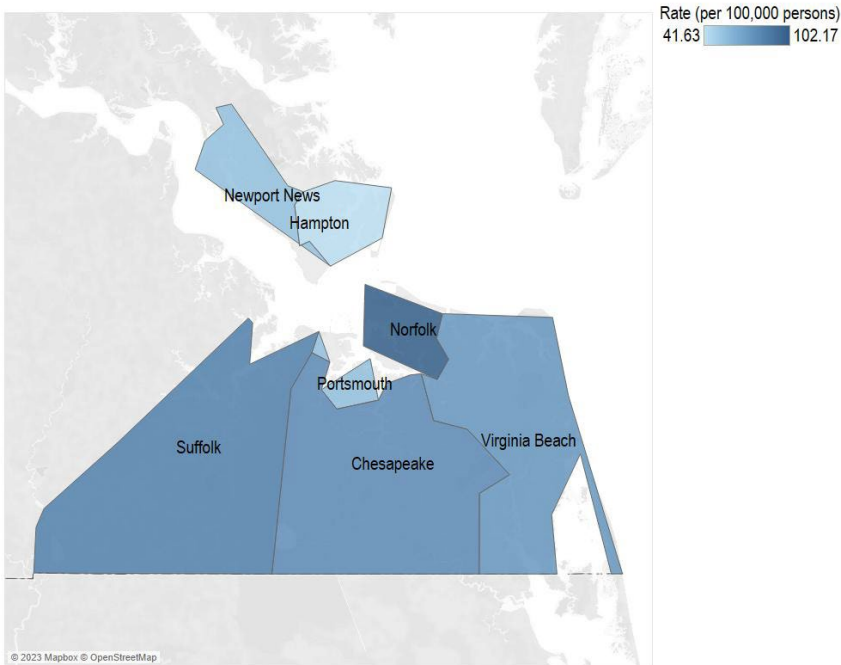 Rate (per 100,000 persons)
41.63 102.17
Newport News
Hampton
Norfolk
Portsmouth
Virginia Beach
Suffolk
Chesapeake
© 2023 Mapbox © OpenStreetMap